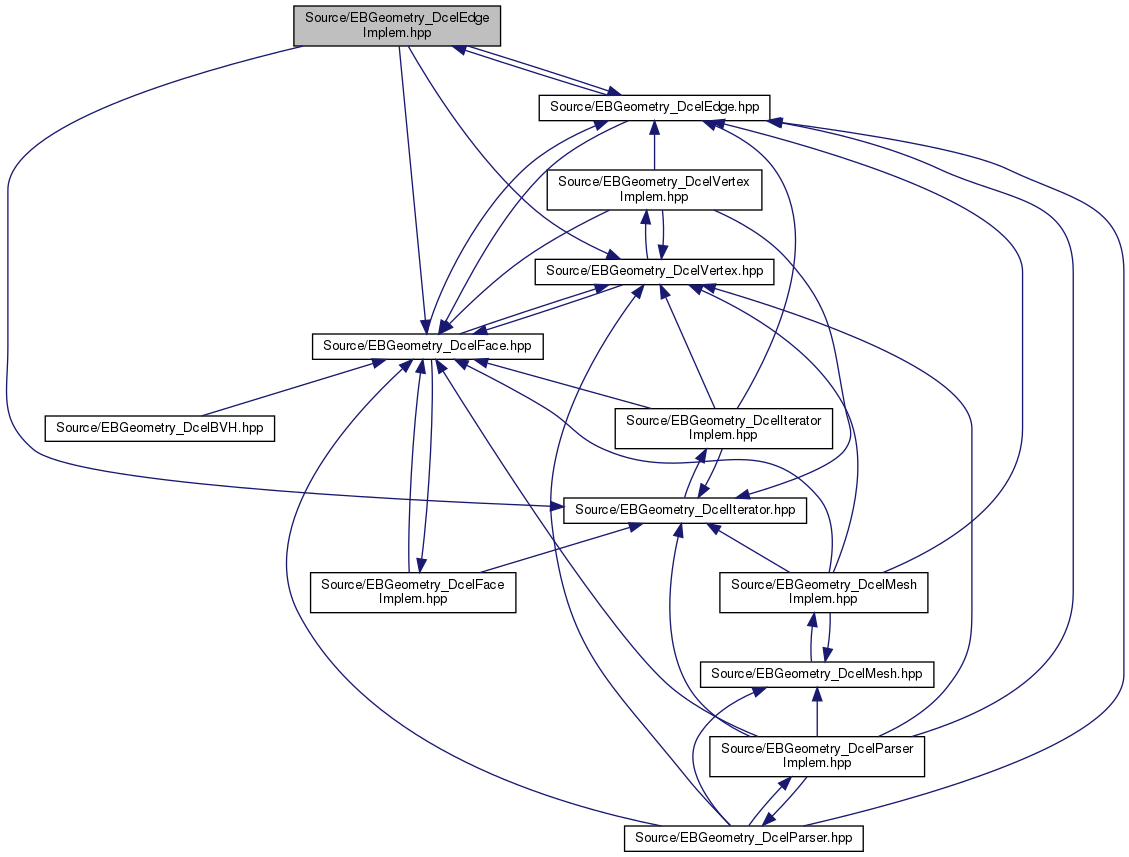 Source/EBGeometry_DcelEdge
Implem.hpp
Source/EBGeometry_DcelEdge.hpp
Source/EBGeometry_DcelVertex
Implem.hpp
Source/EBGeometry_DcelVertex.hpp
Source/EBGeometry_DcelFace.hpp
Source/EBGeometry_DcelBVH.hpp
Source/EBGeometry_DcelIterator
Implem.hpp
Source/EBGeometry_DcelIterator.hpp
Source/EBGeometry_DcelFace
Implem.hpp
Source/EBGeometry_DcelMesh
Implem.hpp
Source/EBGeometry_DcelMesh.hpp
Source/EBGeometry_DcelParser
Implem.hpp
Source/EBGeometry_DcelParser.hpp